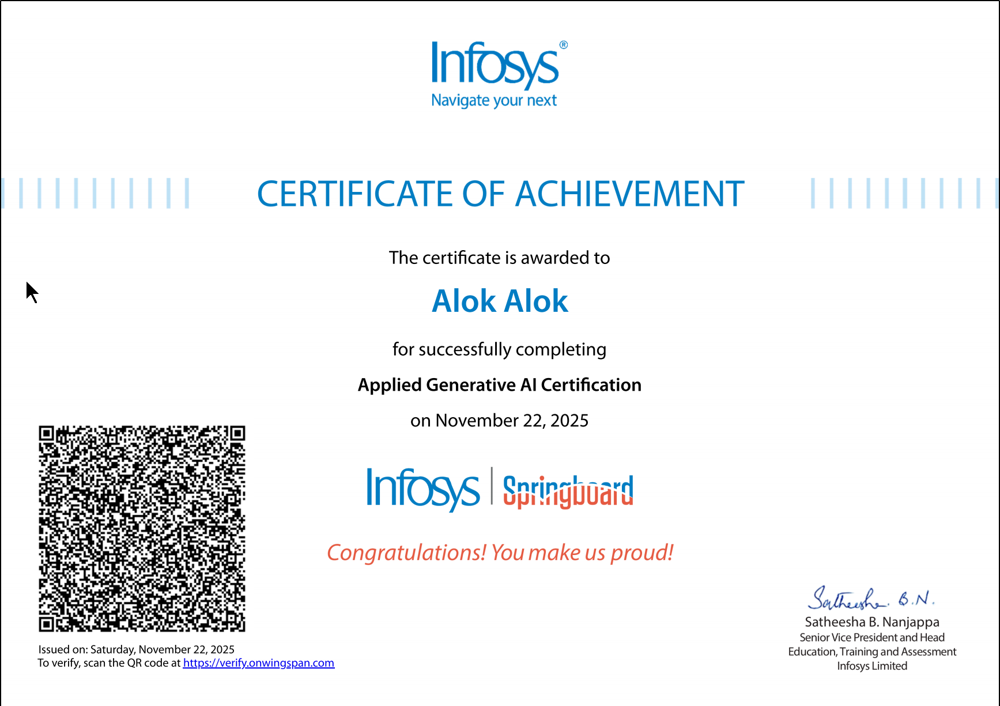 Infosys®
Navigate your next
CERTIFICATE OF ACHIEVEMENT
The certificate is awarded to
Alok Alok
for successfully completing
Applied Generative AI Certification
on November 22, 2025
Infosys | Springboard
Congratulations! You make us proud!
Satheesha B.N.
Satheesha B. Nanjappa
Senior Vice President and Head
Education, Training and Assessment
Infosys Limited
Issued on: Saturday, November 22, 2025
To verify, scan the QR code at https://verify.onwingspan.com